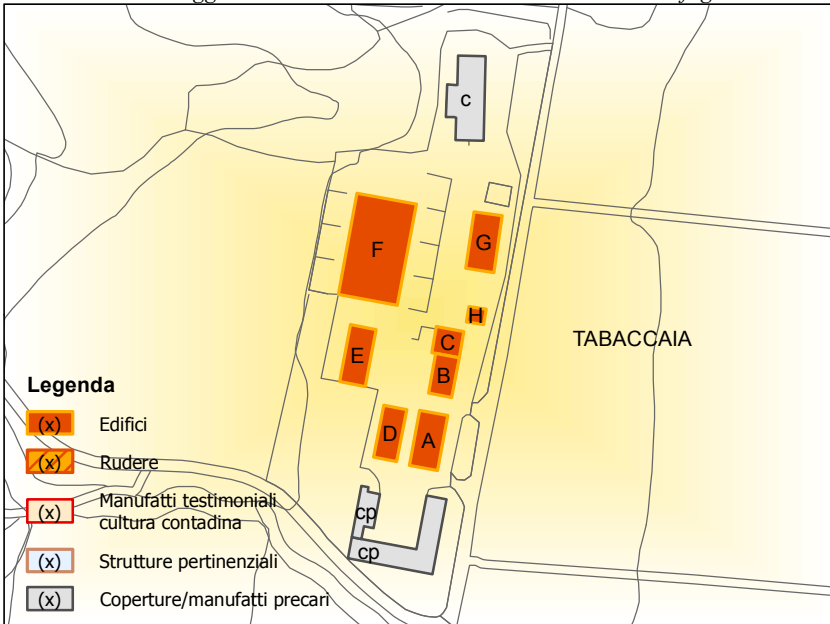 c
G
F
H
TABACCAIA
C
E
B
D
A
cp
cp
Legenda
(x) Edifici
(x) Rudere
(x) Manufatti testimoniali
cultura contadina
(x) Strutture pertinenziali
(x) Coperture/manufatti precari